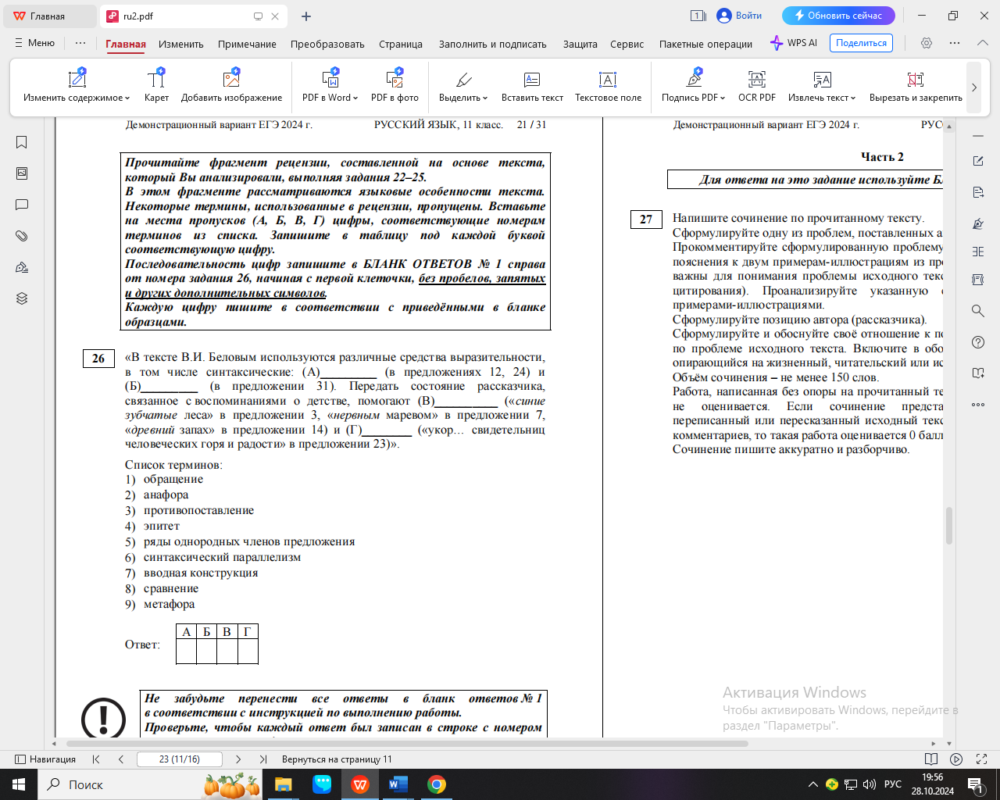 Главная
ru2.pdf
1
Войти
Обновить сейчас
Меню
Главная
Изменить
Примечание
Преобразовать
Страница
Заполнить и подписать
Защита
Сервис
Пакетные операции
WPS AI
Поделиться
Изменить содержимое
Карет
Добавить изображение
PDF в Word
PDF в фото
Выделить
Вставить текст
Текстовое поле
Подпись PDF
OCR PDF
Извлечь текст
Вырезать и закрепить
Демонстрационный вариант ЕГЭ 2024 г. РУССКИЙ ЯЗЫК, 11 класс. 21 / 31
Прочитайте фрагмент рецензии, составленной на основе текста,
который Вы анализировали, выполняя задания 22–25.
В этом фрагменте рассматриваются языковые особенности текста.
Некоторые термины, использованные в рецензии, пропущены. Вставьте
на места пропусков (А, Б, В, Г) цифры, соответствующие номерам
терминов из списка. Запишите в таблицу под каждой буквой
соответствующую цифру.
Последовательность цифр запишите в БЛАНК ОТВЕТОВ № 1 справа
от номера задания 26, начиная с первой клеточки, без пробелов, запятых
и других дополнительных символов.
Каждую цифру пишите в соответствии с приведёнными в бланке
образцами.
26
«В тексте В.И. Беловым используются различные средства выразительности,
в том числе синтаксические: (А)_________ (в предложениях 12, 24) и
(Б)_________ (в предложении 31). Передать состояние рассказчика,
связанное с воспоминаниями о детстве, помогают (В)__________ («синие
зубчатые леса» в предложении 3, «нервным маревом» в предложении 7,
«древний запах» в предложении 14) и (Г)________ («укор… свидетельниц
человеческих горя и радости» в предложении 23)».
Список терминов:
1) обращение
2) анафора
3) противопоставление
4) эпитет
5) ряды однородных членов предложения
6) синтаксический параллелизм
7) вводная конструкция
8) сравнение
9) метафора
А Б В Г
Ответ:
Не забудьте перенести все ответы в бланк ответов № 1
в соответствии с инструкцией по выполнению работы.
Проверьте, чтобы каждый ответ был записан в строке с номером
Демонстрационный вариант ЕГЭ 2024 г. РУС
Часть 2
Для ответа на это задание используйте Б
27
Напишите сочинение по прочитанному тексту.
Сформулируйте одну из проблем, поставленных а
Прокомментируйте сформулированную проблему
пояснения к двум примерам-иллюстрациям из пр
важны для понимания проблемы исходного текс
цитирования). Проанализируйте указанную
примерами-иллюстрациями.
Сформулируйте позицию автора (рассказчика).
Сформулируйте и обоснуйте своё отношение к п
по проблеме исходного текста. Включите в обо
опирающийся на жизненный, читательский или ис
Объём сочинения – не менее 150 слов.
Работа, написанная без опоры на прочитанный те
не оценивается. Если сочинение предста
переписанный или пересказанный исходный текс
комментариев, то такая работа оценивается 0 балл
Сочинение пишите аккуратно и разборчиво.
Активация Windows
Чтобы активировать Windows, перейдите в
раздел "Параметры".
Навигация
23 (11/16)
Вернуться на страницу 11
Поиск
РУС
19:56
28.10.2024
1